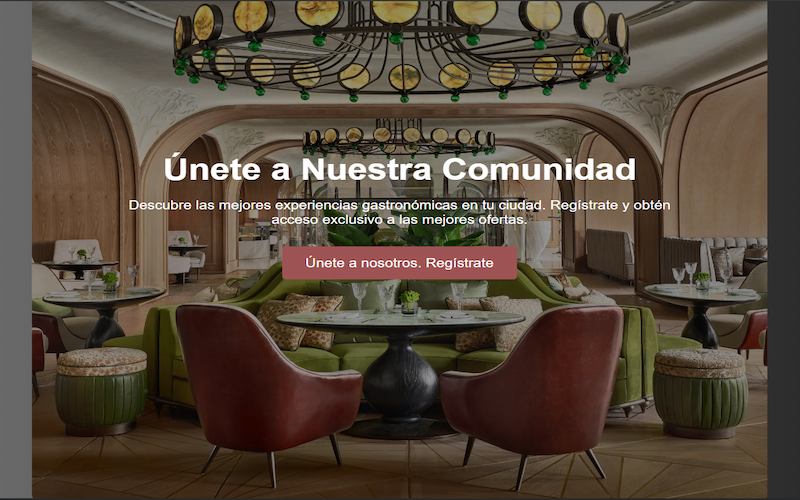 Únete a Nuestra Comunidad
Descubre las mejores experiencias gastronómicas en tu ciudad. Regístrate y obtén
acceso exclusivo a las mejores ofertas.
Únete a nosotros. Regístrate